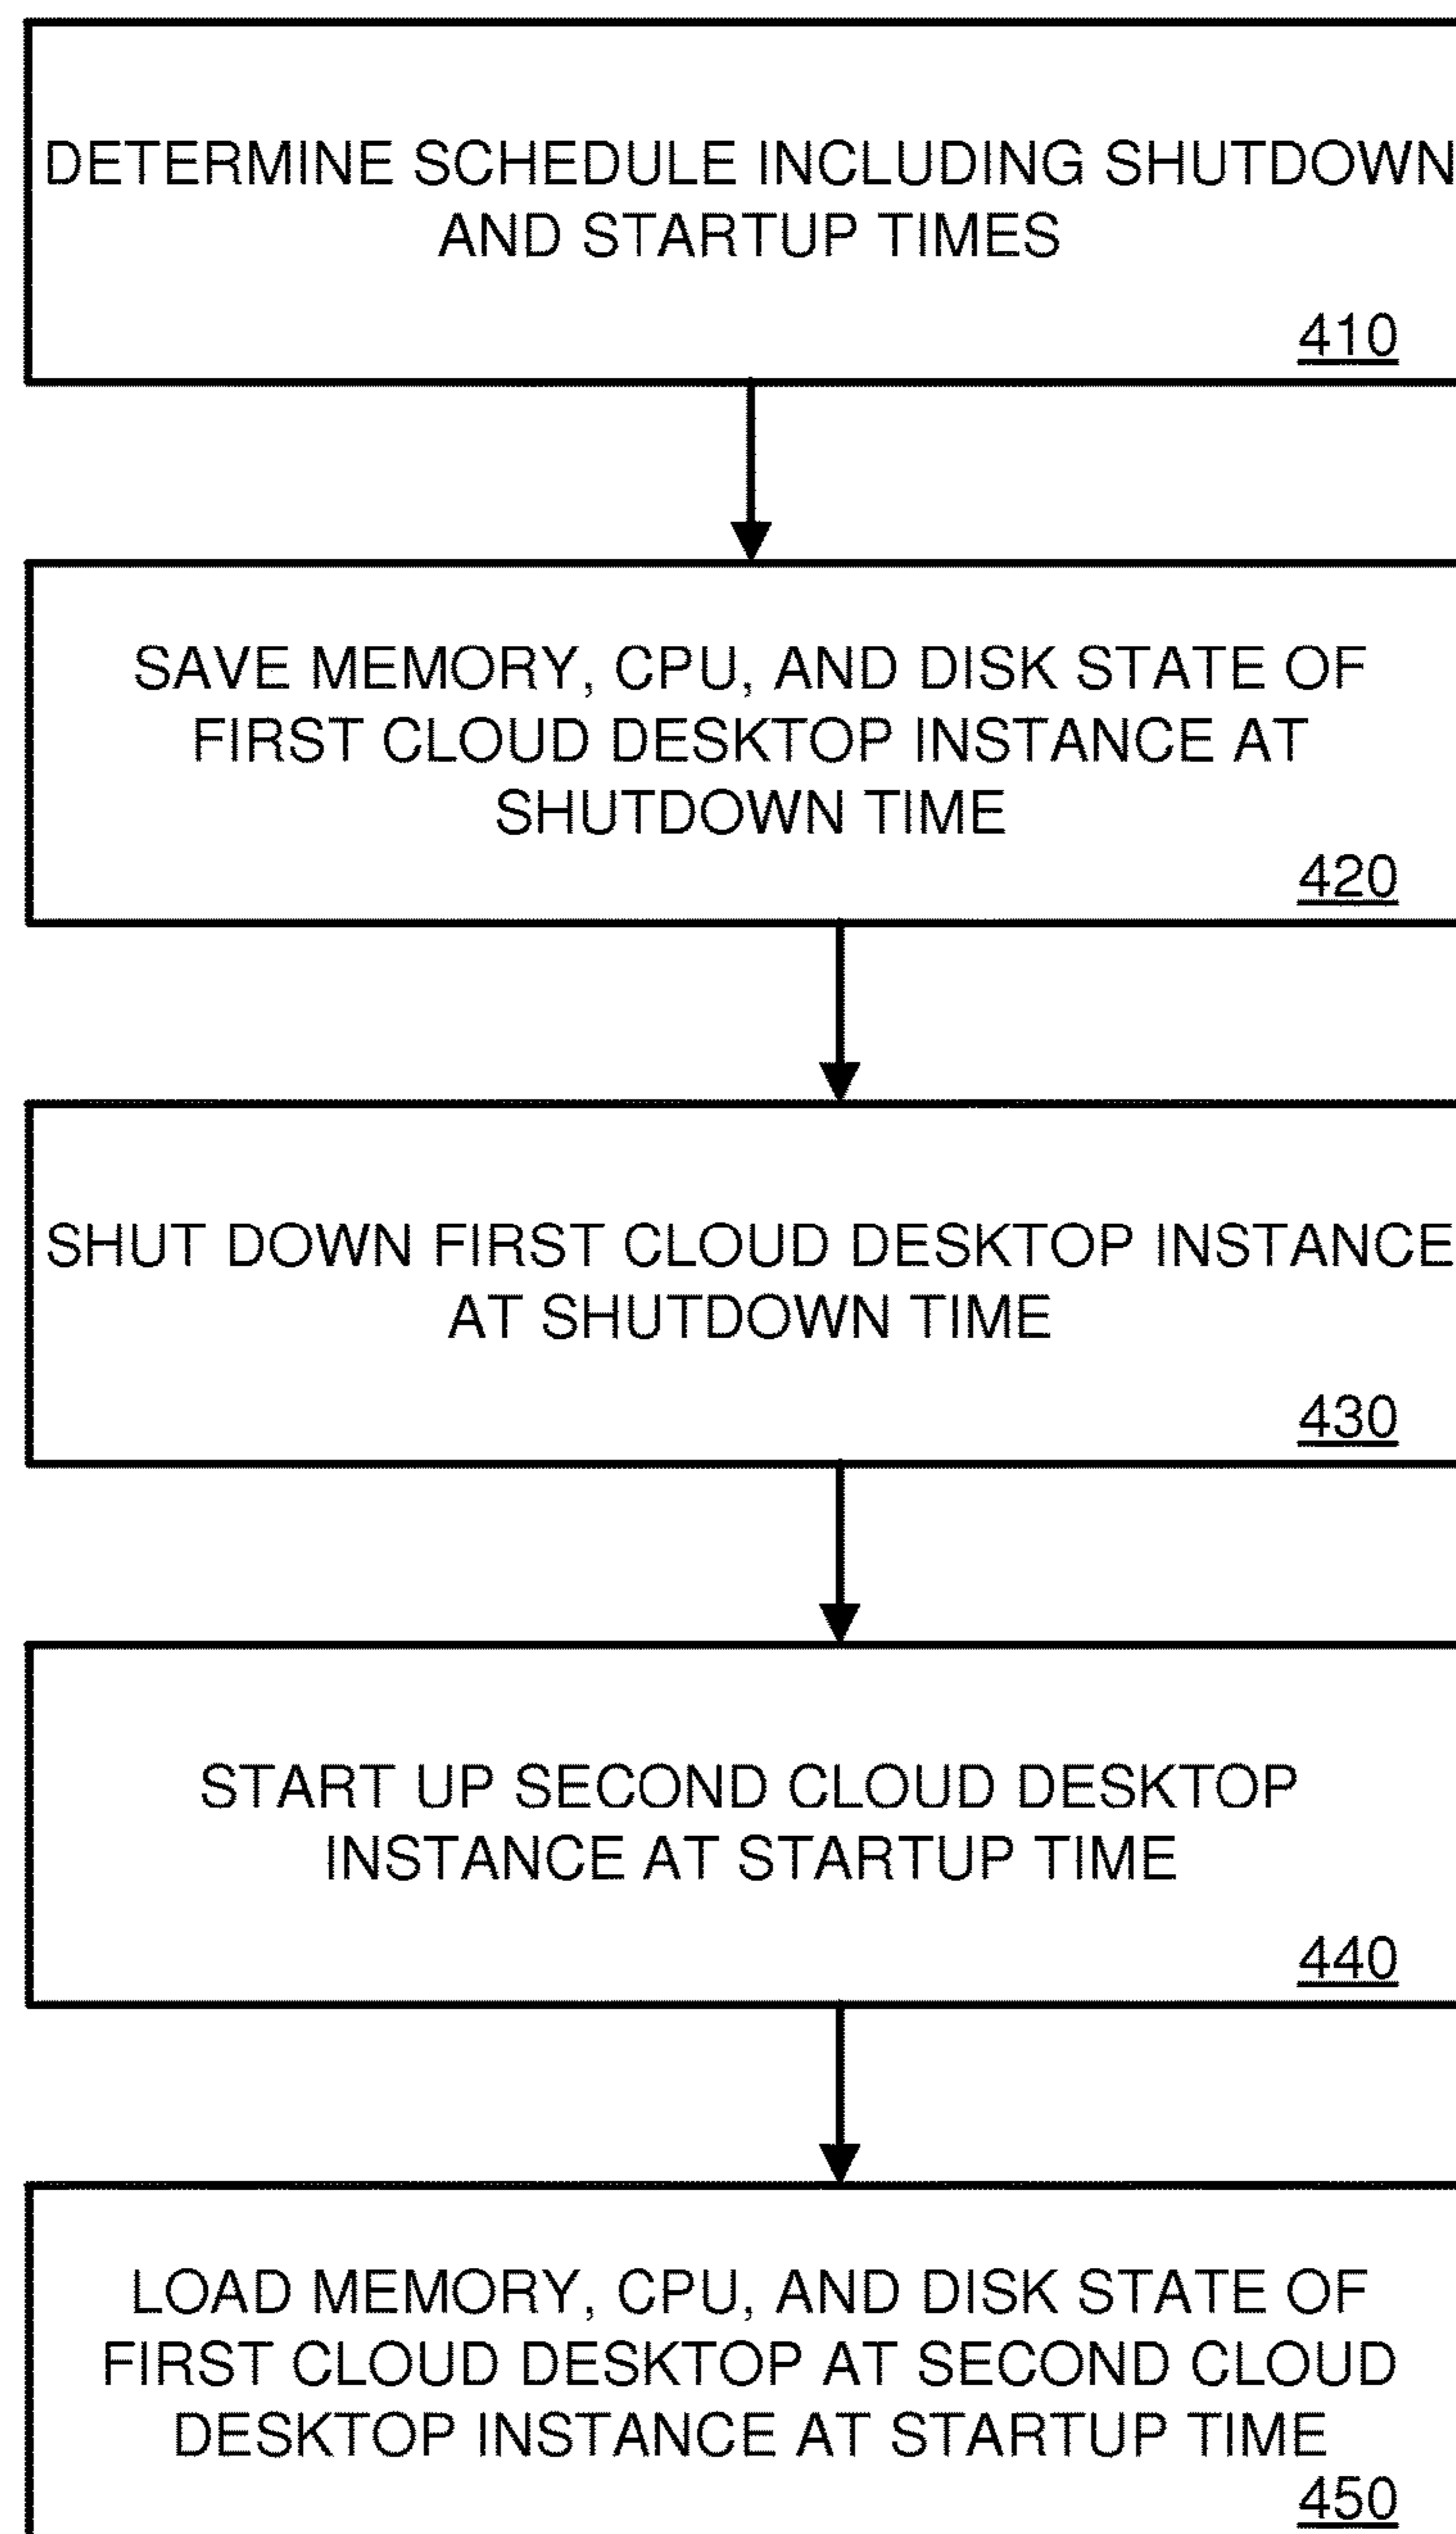 DETERMINE SCHEDULE INCLUDING SHUTDOWN
AND STARTUP TIMES
410
SAVE MEMORY, CPU, AND DISK STATE OF
FIRST CLOUD DESKTOP INSTANCE AT
SHUTDOWN TIME
420
SHUT DOWN FIRST CLOUD DESKTOP INSTANCE
AT SHUTDOWN TIME
430
START UP SECOND CLOUD DESKTOP
INSTANCE AT STARTUP TIME
440
LOAD MEMORY, CPU, AND DISK STATE OF
FIRST CLOUD DESKTOP AT SECOND CLOUD
DESKTOP INSTANCE AT STARTUP TIME
450